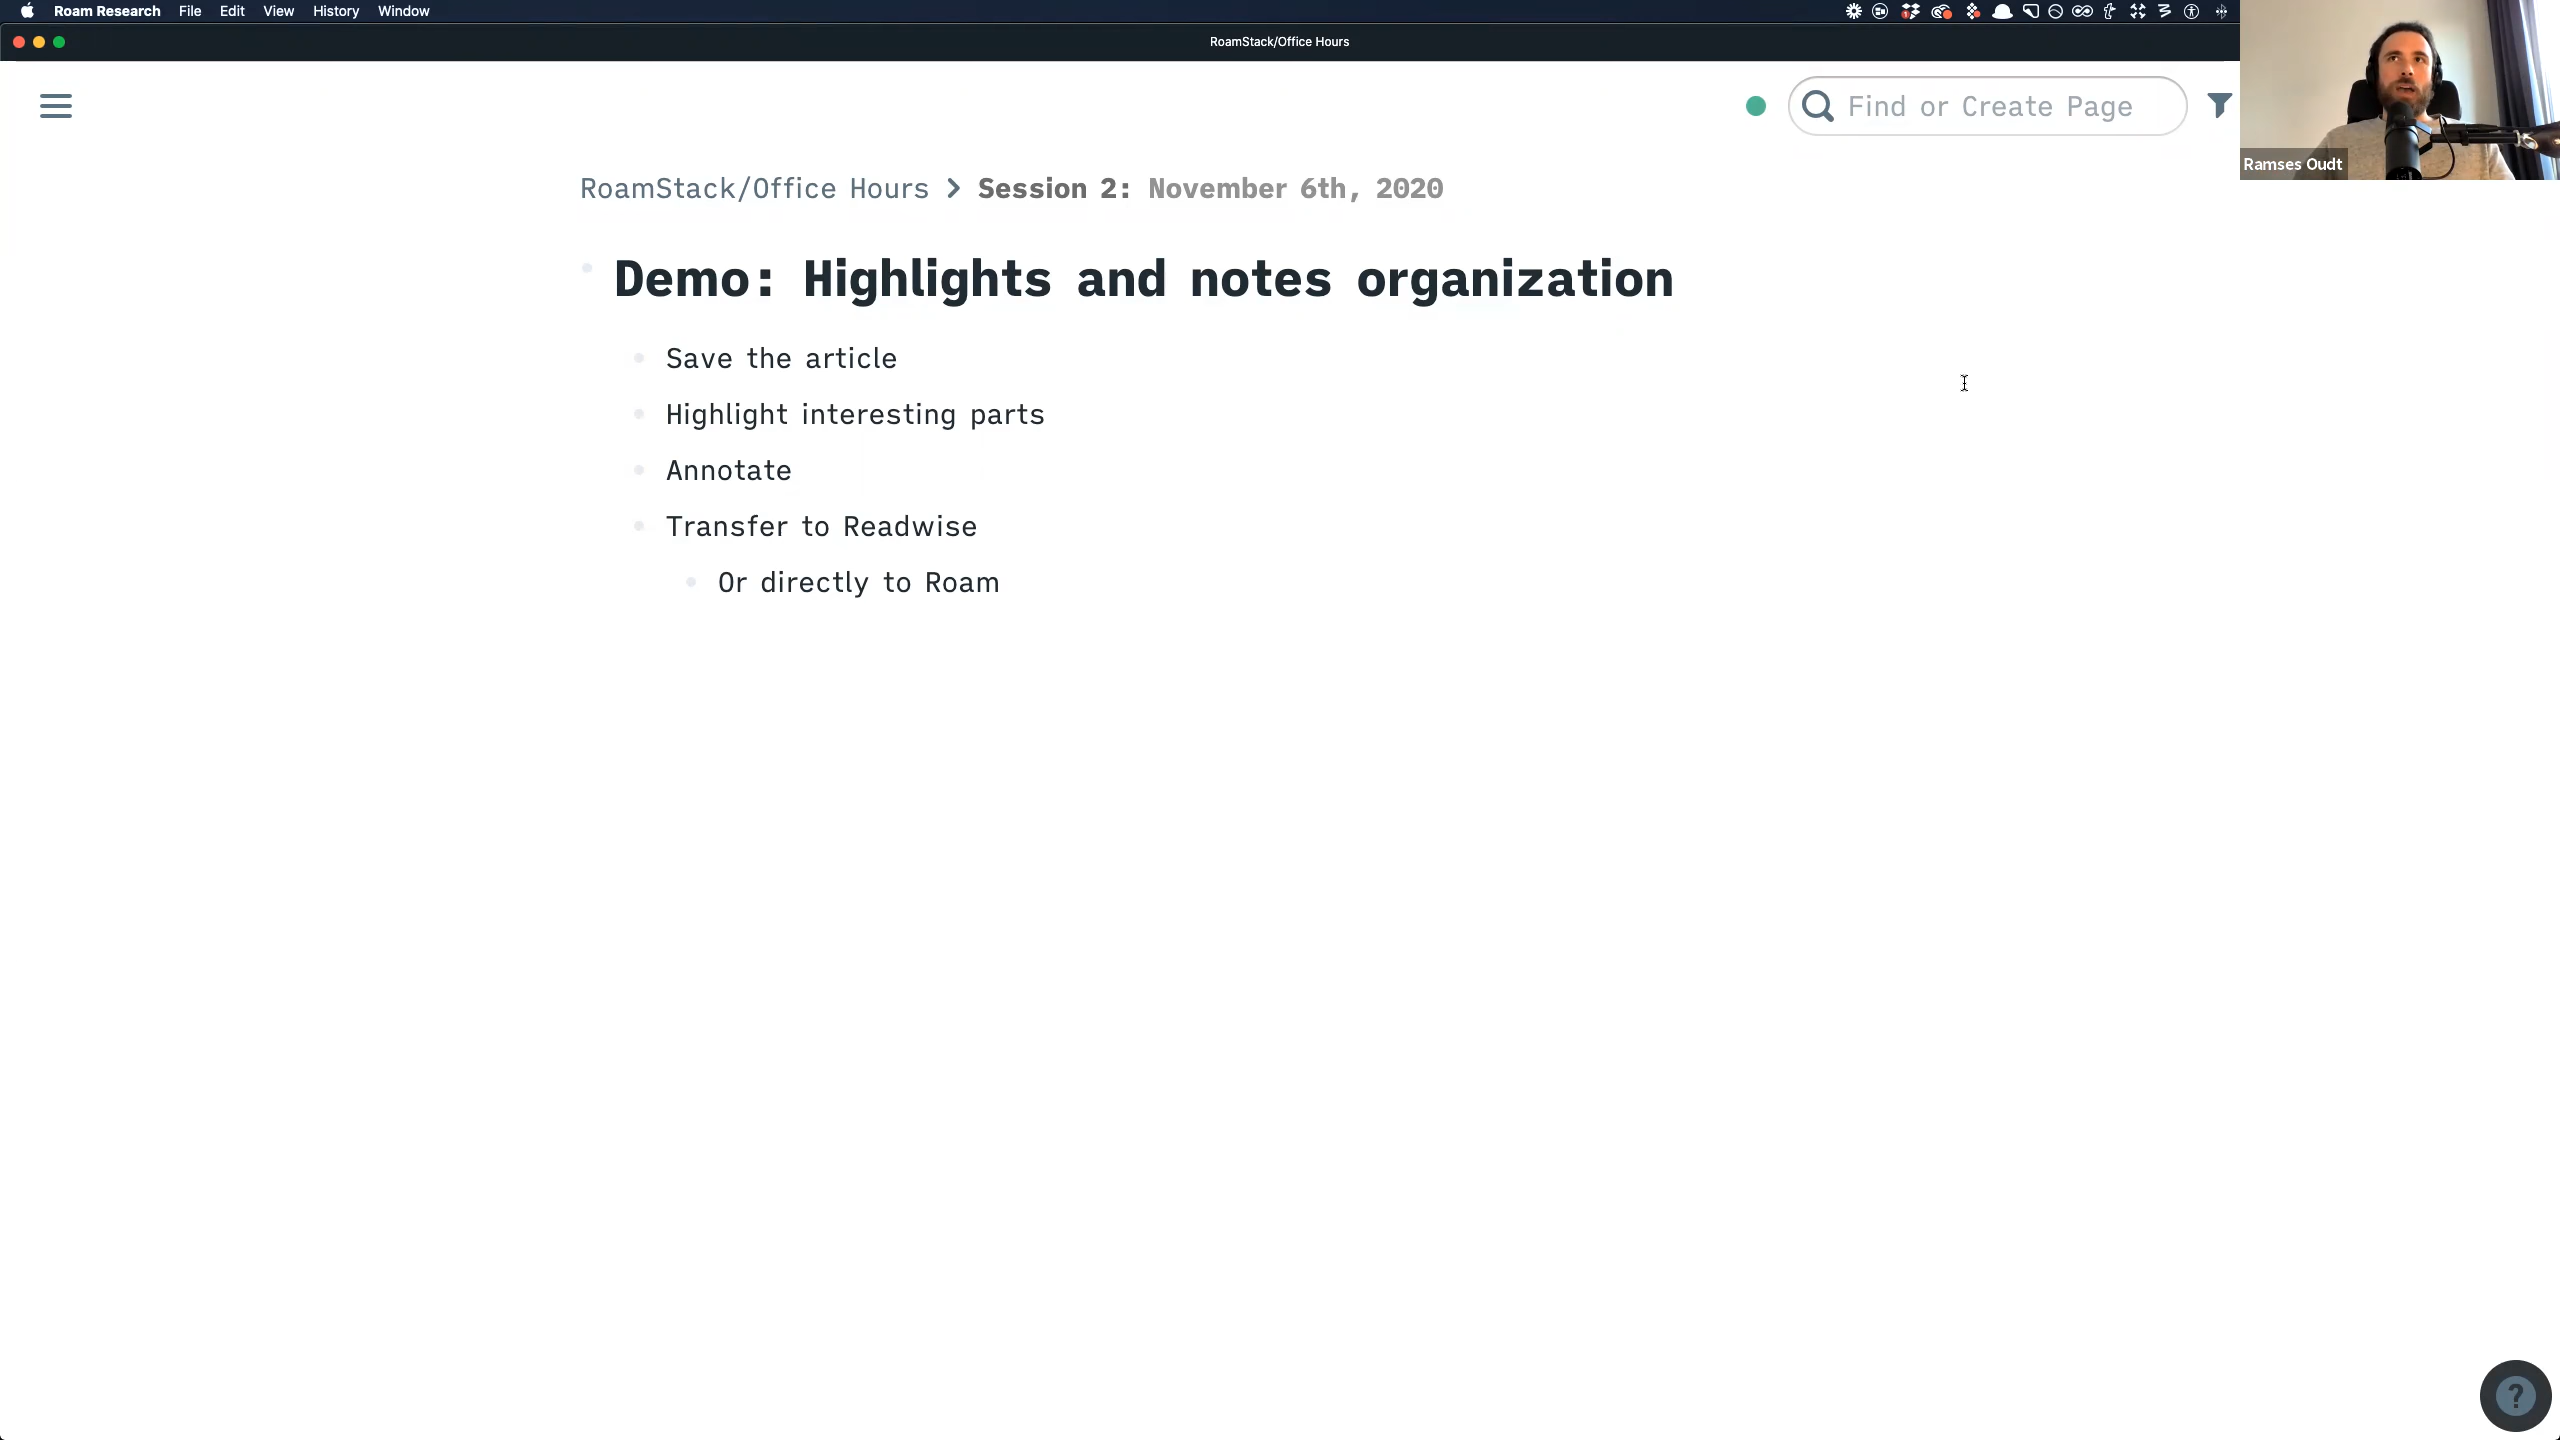 Roam Research File Edit View History Window
RoamStack/Office Hours
Find or Create Page
Ramses Oudt
RoamStack/Office Hours > Session 2: November 6th, 2020
Demo: Highlights and notes organization
Save the article
Highlight interesting parts
Annotate
Transfer to Readwise
Or directly to Roam
?